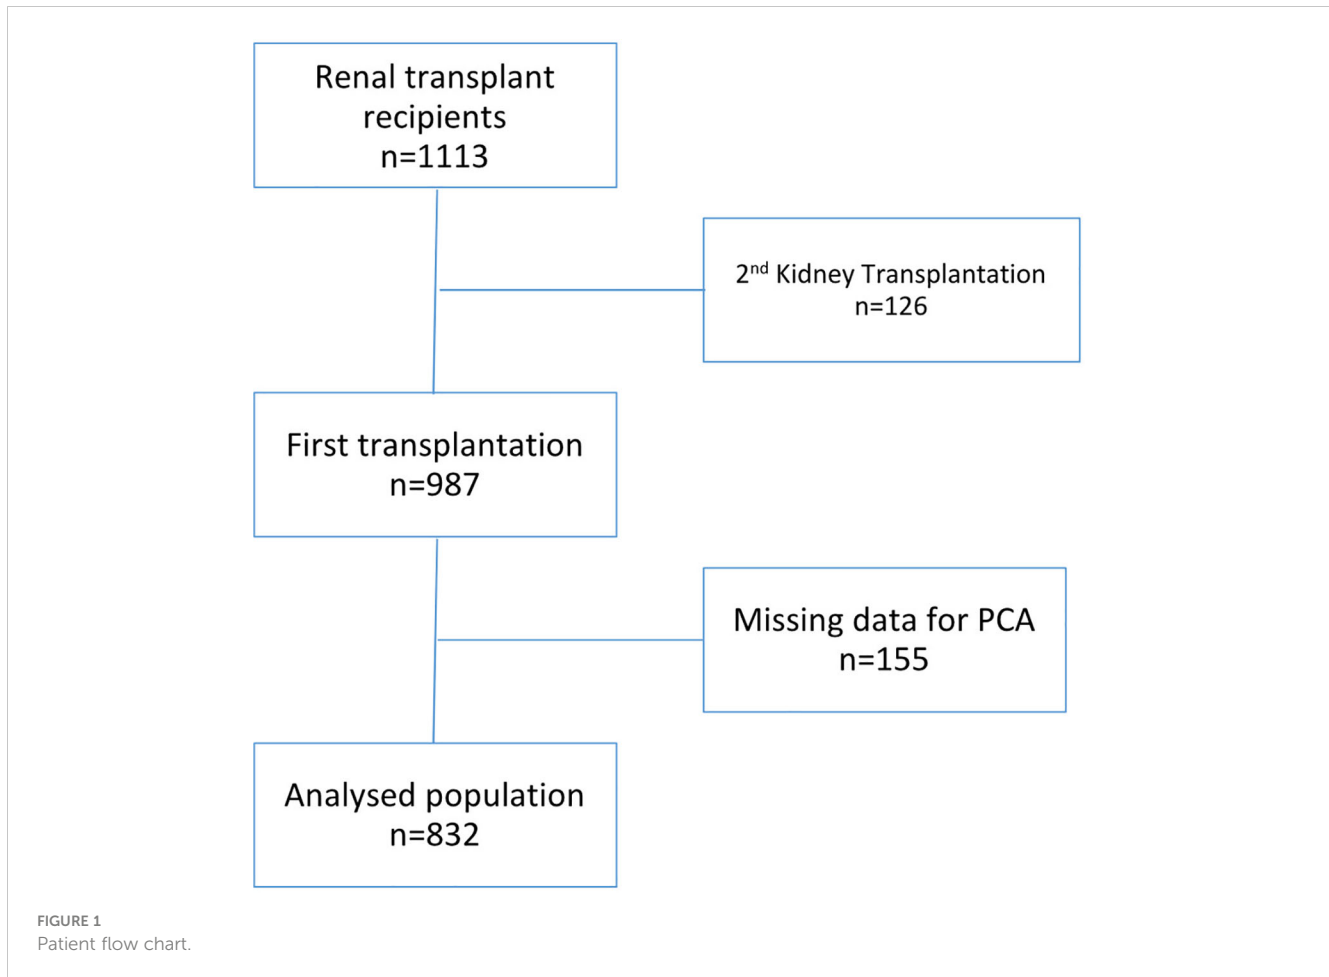 Renal transplant
recipients
n=1113
2nd Kidney Transplantation
n=126
First transplantation
n=987
Missing data for PCA
n=155
Analysed population
n=832
FIGURE 1
Patient flow chart.